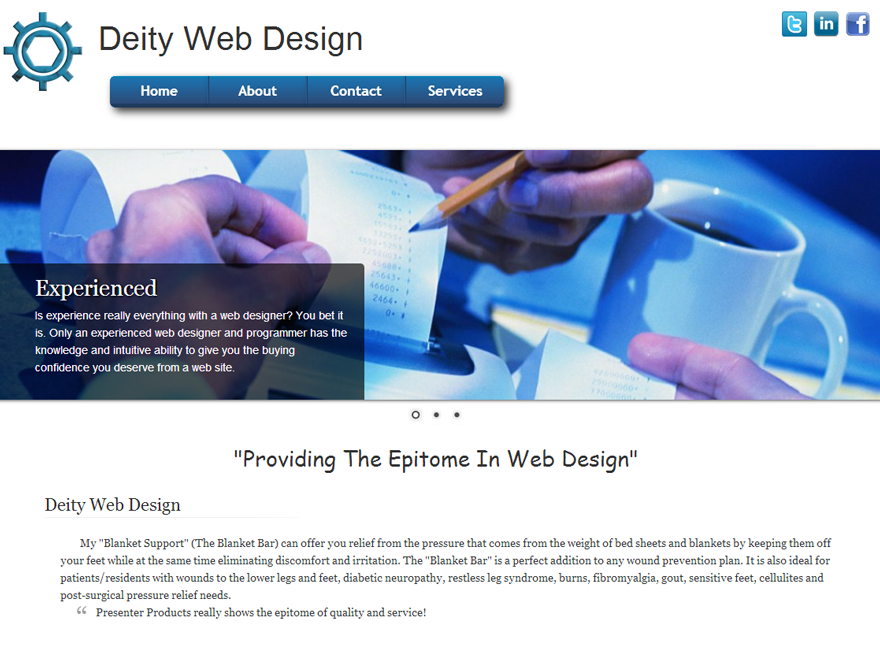 Deity Web Design
Home About Contact Services
Experienced
Is experience really everything with a web designer? You bet it
is. Only an experienced web designer and programmer has the
knowledge and intuitive ability to give you the buying
confidence you deserve from a web site.
"Providing The Epitome In Web Design"
Deity Web Design
My "Blanket Support" (The Blanket Bar) can offer you relief from the pressure that comes from the weight of bed sheets and blankets by keeping them off
your feet while at the same time eliminating discomfort and irritation. The "Blanket Bar" is a perfect addition to any wound prevention plan. It is also ideal for
patients/residents with wounds to the lower legs and feet, diabetic neuropathy, restless leg syndrome, burns, fibromyalgia, gout, sensitive feet, cellulites and
post-surgical pressure relief needs.
“ Presenter Products really shows the epitome of quality and service!